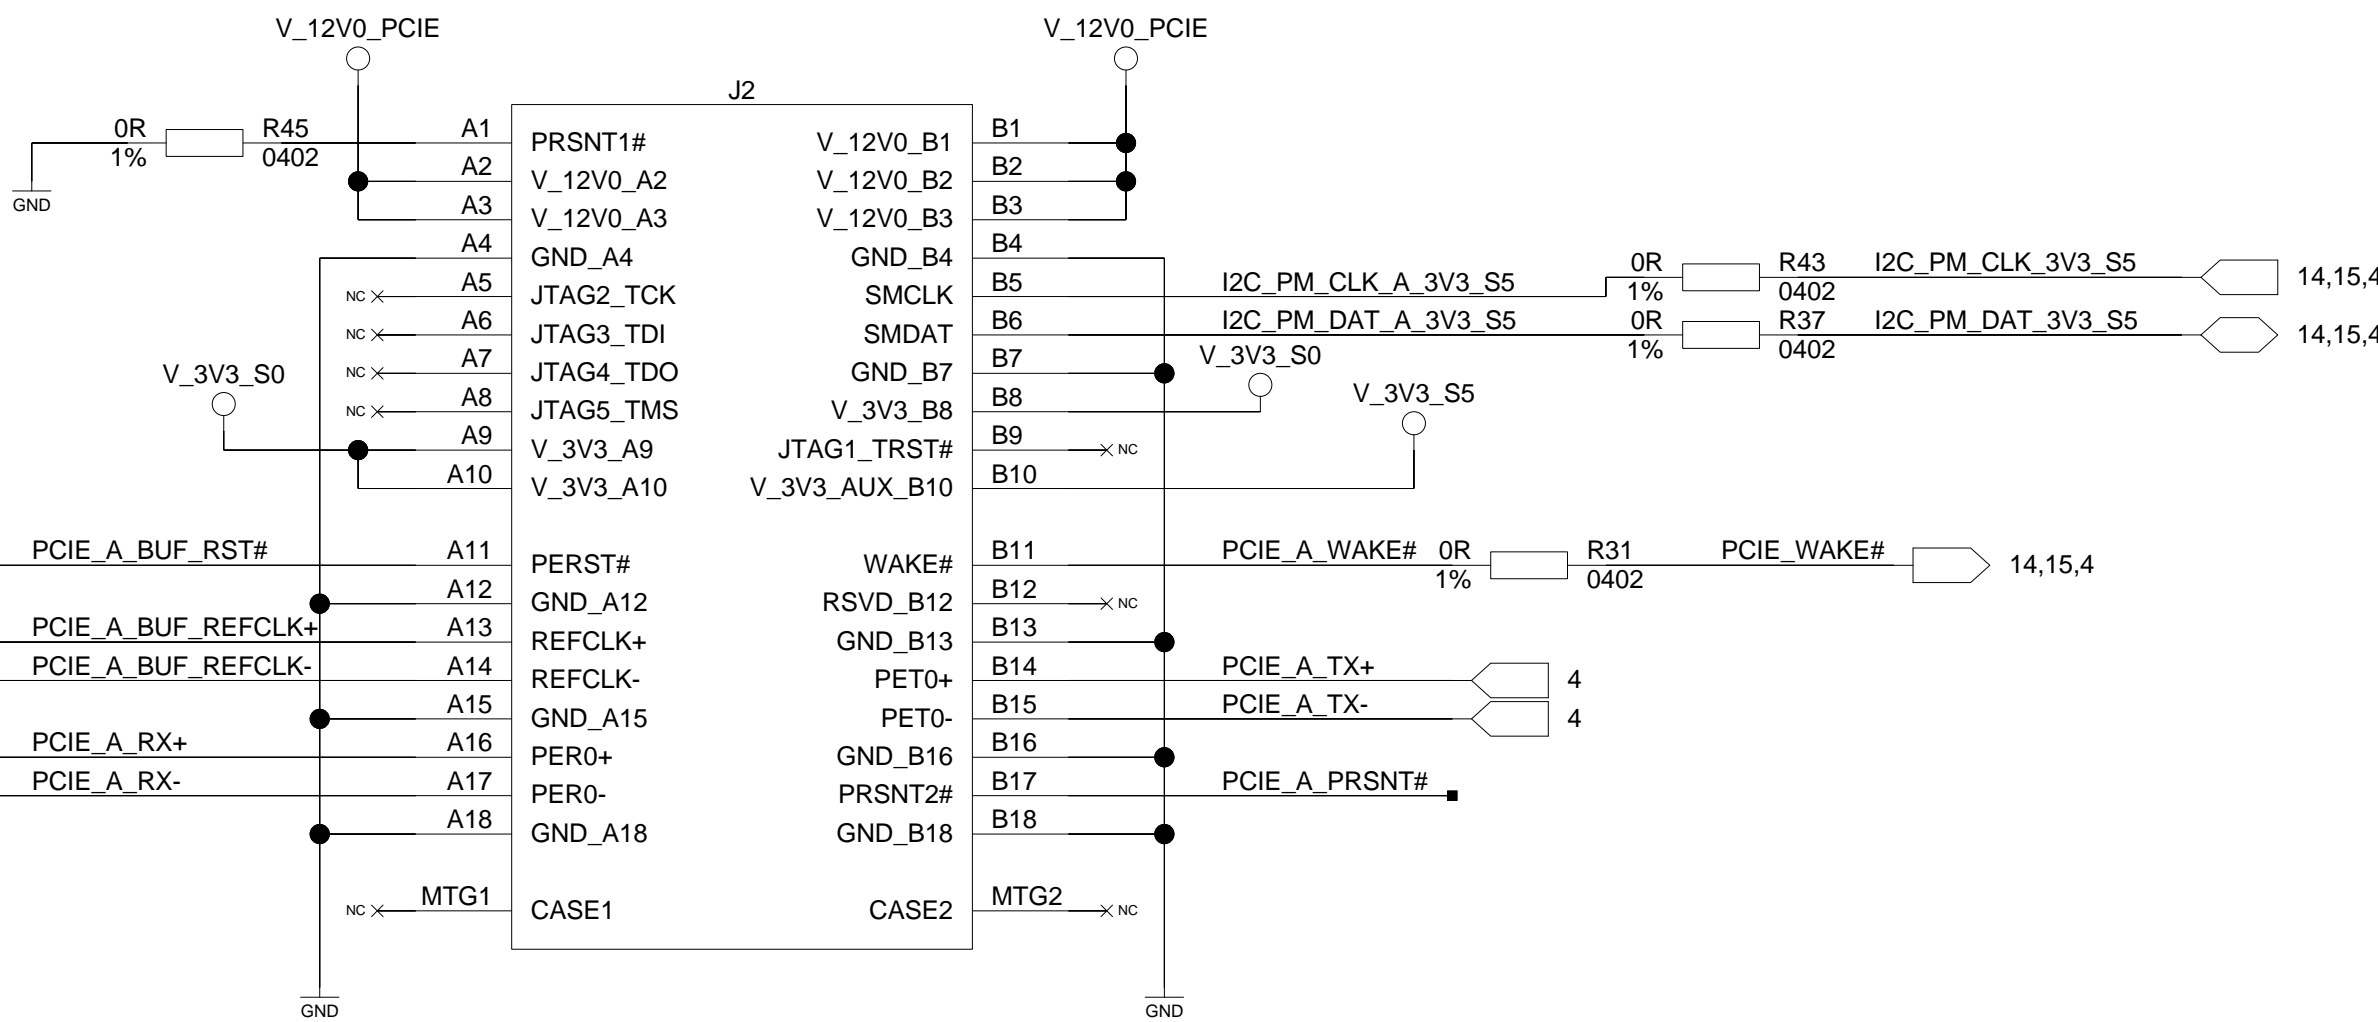 V_12V0_PCIE V_12V0_PCIE
J2
0R R45 A1 PRSNT1# V_12V0_B1 B1
1% 0402
A2 V_12V0_A2 V_12V0_B2 B2
GND A3 V_12V0_A3 V_12V0_B3 B3
A4 GND_A4 GND_B4 B4
A5 JTAG2_TCK SMCLK B5 I2C_PM_CLK_A_3V3_S5 0R R43 I2C_PM_CLK_3V3_S5 14,15,4
NC 1% 0402
A6 JTAG3_TDI SMDAT B6 I2C_PM_DAT_A_3V3_S5 0R R37 I2C_PM_DAT_3V3_S5 14,15,4
NC 1% 0402
A7 JTAG4_TDO GND_B7 B7 V_3V3_S0
NC
V_3V3_S0 A8 JTAG5_TMS V_3V3_B8 B8 V_3V3_S5
NC
A9 V_3V3_A9 JTAG1_TRST# B9 NC
A10 V_3V3_A10 V_3V3_AUX_B10 B10
PCIE_A_BUF_RST# A11 PERST# WAKE# B11 PCIE_A_WAKE# 0R R31 PCIE_WAKE# 14,15,4
1% 0402
A12 GND_A12 RSVD_B12 B12 NC
PCIE_A_BUF_REFCLK+ A13 REFCLK+ GND_B13 B13
PCIE_A_BUF_REFCLK- A14 REFCLK- PET0+ B14 PCIE_A_TX+ 4
A15 GND_A15 PET0- B15 PCIE_A_TX- 4
PCIE_A_RX+ A16 PER0+ GND_B16 B16
PCIE_A_RX- A17 PER0- PRSNT2# B17 PCIE_A_PRSNT#
A18 GND_A18 GND_B18 B18
NC MTG1 CASE1 CASE2 MTG2 NC
GND GND